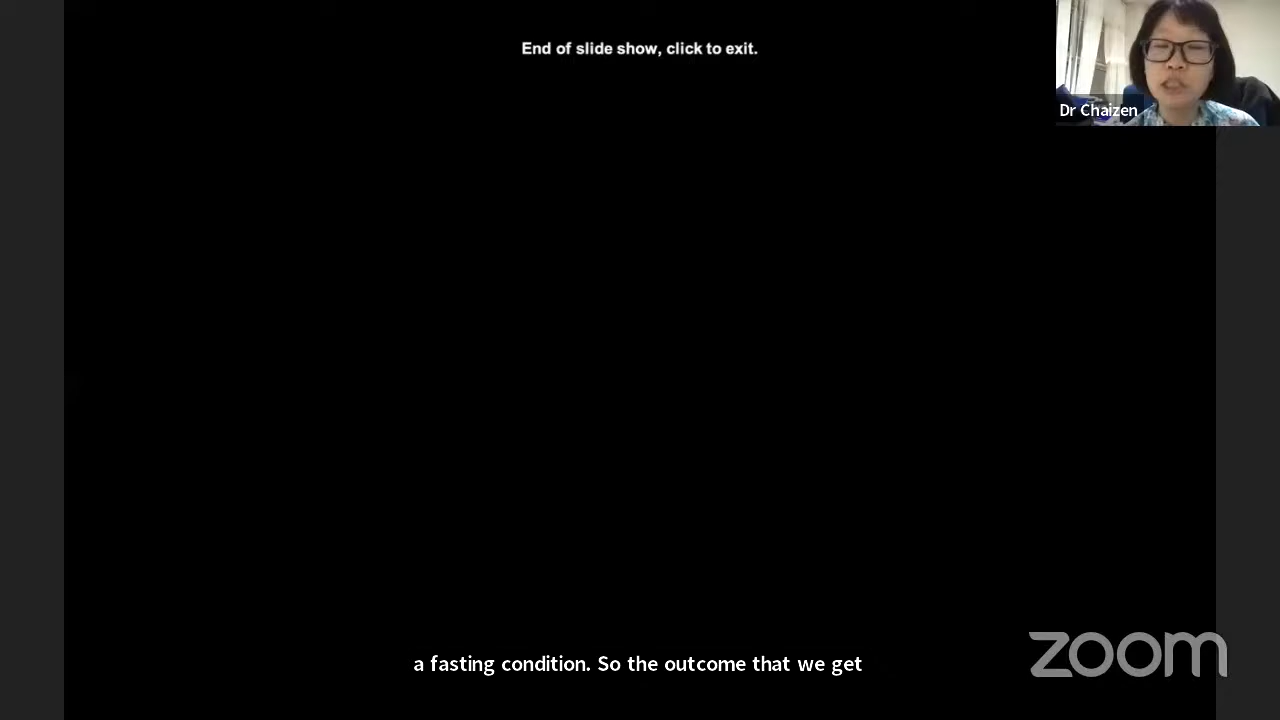 End of slide show, click to exit.
Dr Chaizen
a fasting condition. So the outcome that we get
zoom